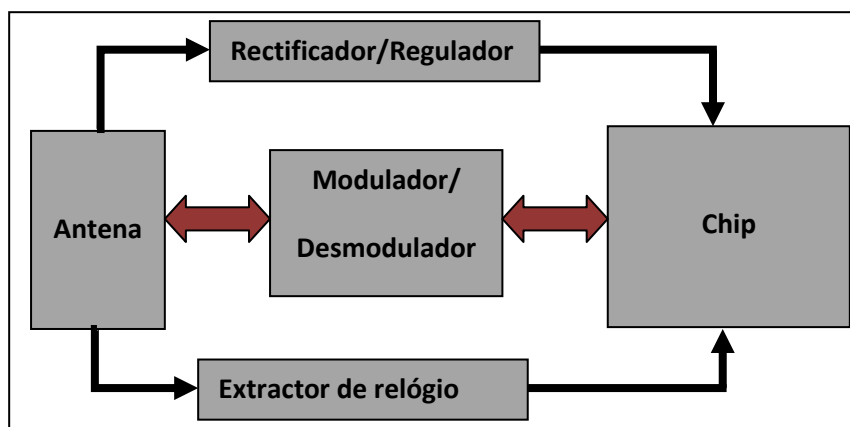 Rectificador/Regulador
Antena
Modulador/
Desmodulador
Chip
Extractor de relógio